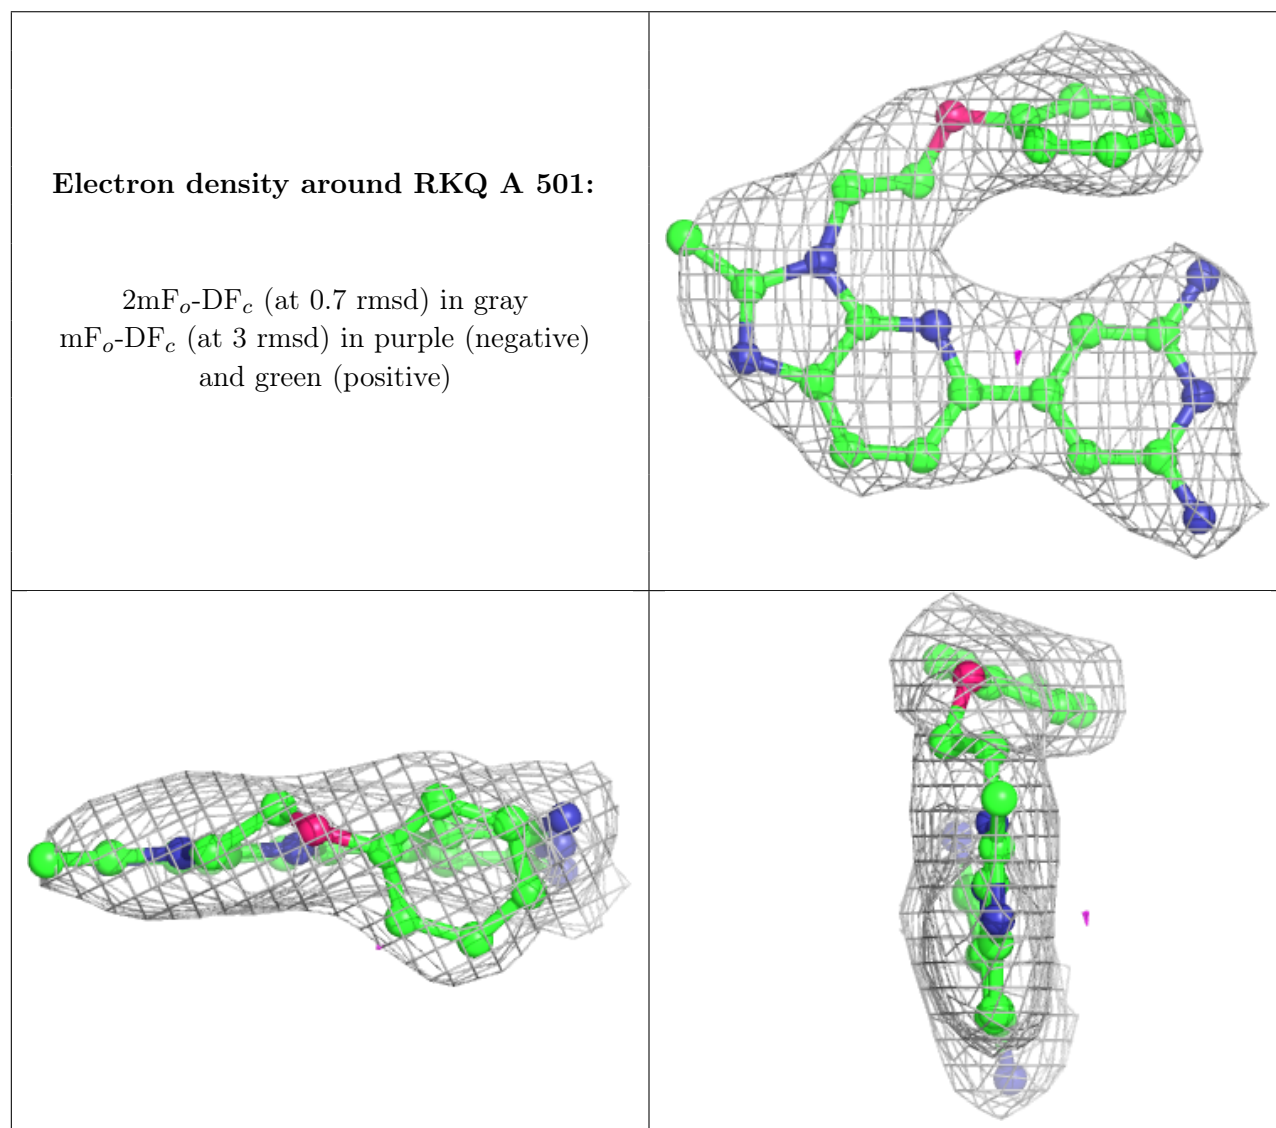 Electron density around RKQ A 501:
2mFo-DFc (at 0.7 rmsd) in gray
mFo-DFc (at 3 rmsd) in purple (negative)
and green (positive)